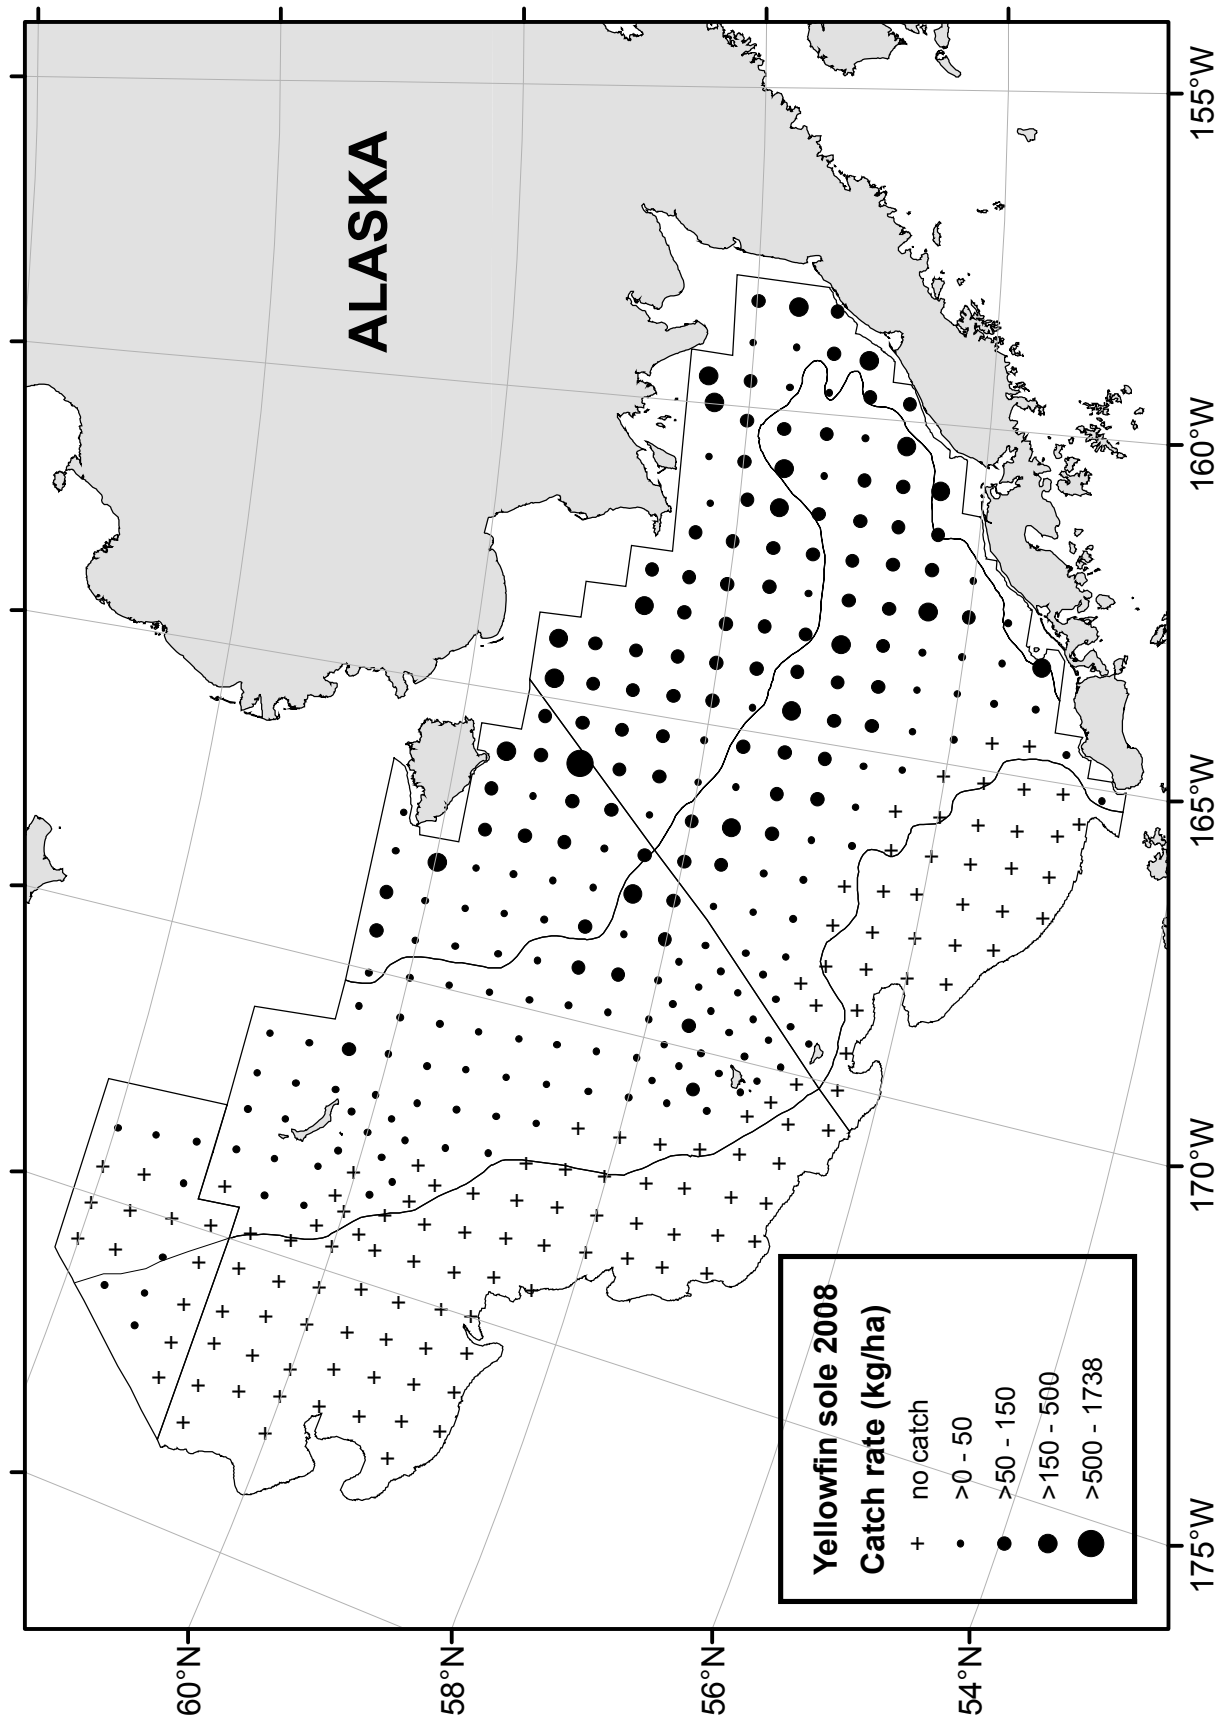 ALASKA
60°N
58°N
56°N
54°N
175°W
170°W
165°W
160°W
155°W
Yellowfin sole 2008
Catch rate (kg/ha)
no catch
>0 - 50
>50 - 150
>150 - 500
>500 - 1738